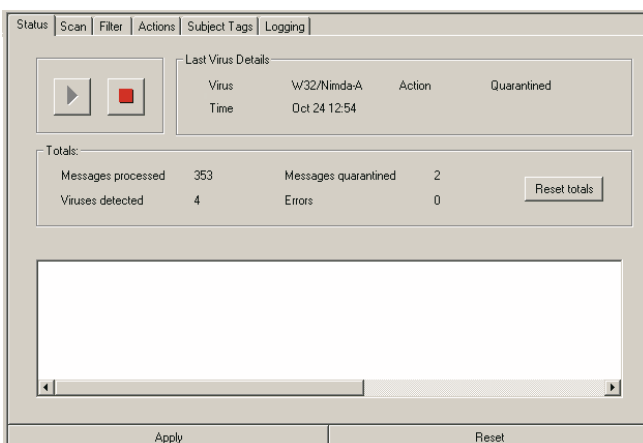 Status Scan Filter Actions Subject Tags Logging
Last Virus Details
Virus W32/Nimda-A Action Quarantined
Time Oct 24 12:54
Totals:
Messages processed 353 Messages quarantined 2
Viruses detected 4 Errors 0
Reset totals
Apply Reset